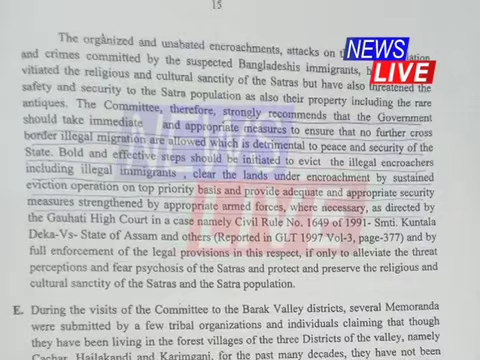 15
The organized and unabated encroachments, attacks on t
and crimes committed by the suspected Bangladeshis immigrants, h
vitiated the religious and cultural sanctity of the Satras but have also threatened the
safety and security to the Satra population as also their property including the rare
antiques. The Committee, therefore, strongly recommends that the Government
should take immediate and appropriate measures to ensure that no further cross
border illegal migration are allowed which is detrimental to peace and security of the
State. Bold and effective steps should be initiated to evict the illegal encroachers
including illegal immigrants , clear the lands under encroachment by sustained
eviction operation on top priority basis and provide adequate and appropriate security
measures strengthened by appropriate armed forces, where necessary, as directed by
the Gauhati High Court in a case namely Civil Rule No. 1649 of 1991- Smti. Kuntala
Deka-Vs- State of Assam and others (Reported in GLT 1997 Vol-3, page-377) and by
full enforcement of the legal provisions in this respect, if only to alleviate the threat
perceptions and fear psychosis of the Satras and protect and preserve the religious and
cultural sanctity of the Satras and the Satra population.
E. During the visits of the Committee to the Barak Valley districts, several Memoranda
were submitted by a few tribal organizations and individuals claiming that though
they have been living in the forest villages of the three Districts of the valley, namely
Cachar, Hailakandi and Karimganj, for the past many decades, they have not been
NEWS
LIVE
NEWS
LIVE